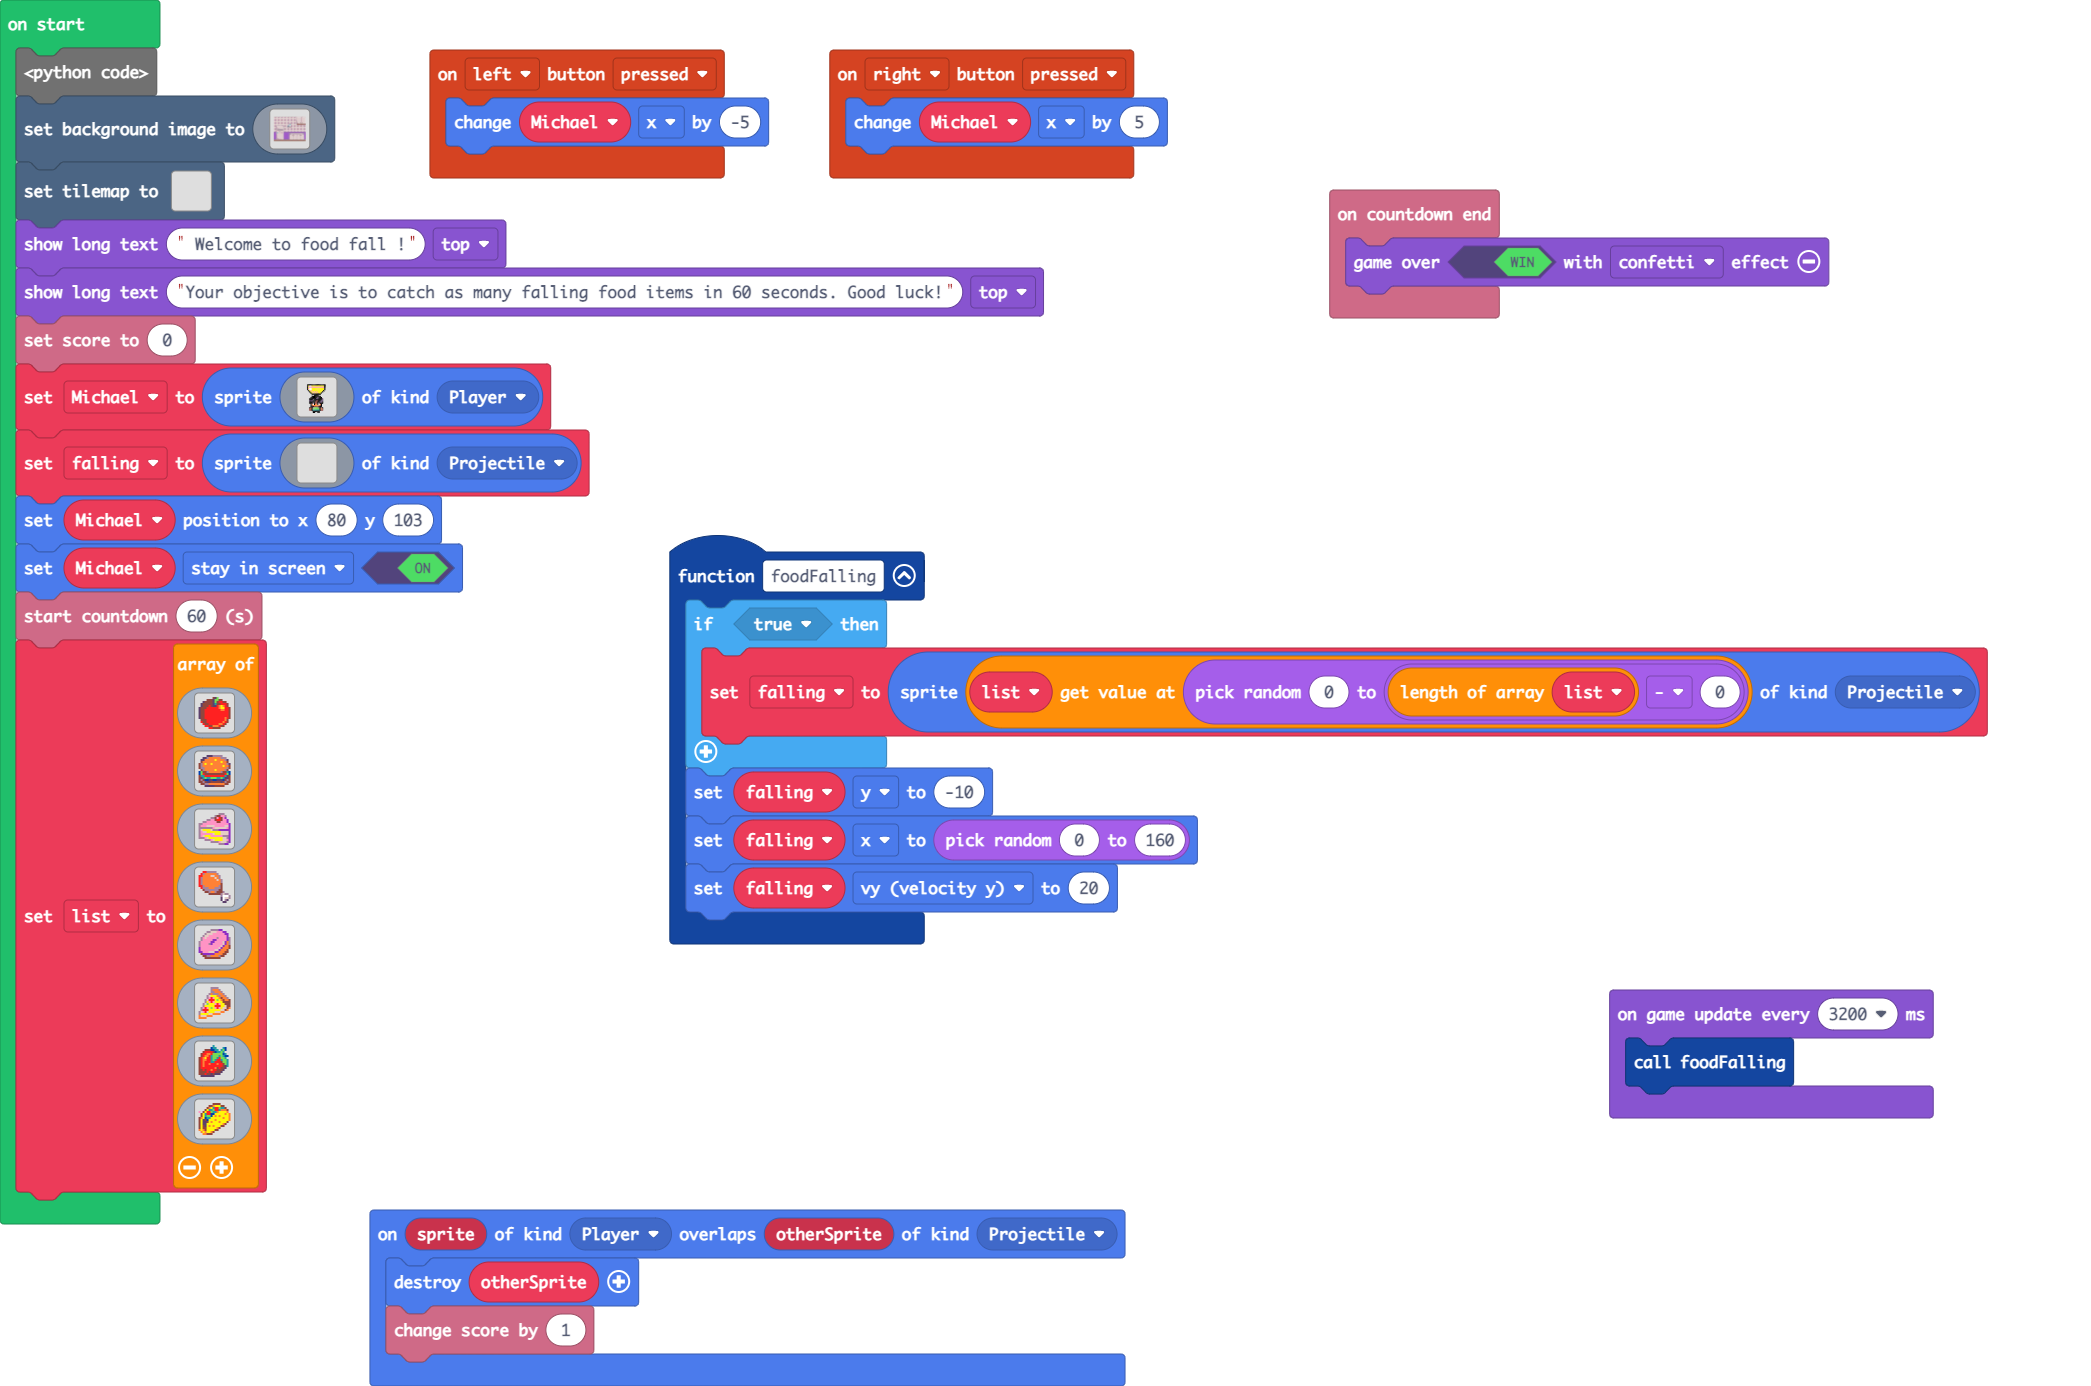 on start
<python code>
set background image to
set tilemap to
show long text " Welcome to food fall !" top
show long text "Your objective is to catch as many falling food items in 60 seconds. Good luck!" top
set score to 0
set Michael to sprite of kind Player
set falling to sprite of kind Projectile
set Michael position to x 80 y 103
set Michael stay in screen ON
start countdown 60 (s)
set list to array of
on left button pressed
change Michael x by -5
on right button pressed
change Michael x by 5
on countdown end
game over WIN with confetti effect
function foodFalling
if true then
set falling to sprite list get value at pick random 0 to length of array list - 0 of kind Projectile
set falling y to -10
set falling x to pick random 0 to 160
set falling vy (velocity y) to 20
on game update every 3200 ms
call foodFalling
on sprite of kind Player overlaps otherSprite of kind Projectile
destroy otherSprite
change score by 1